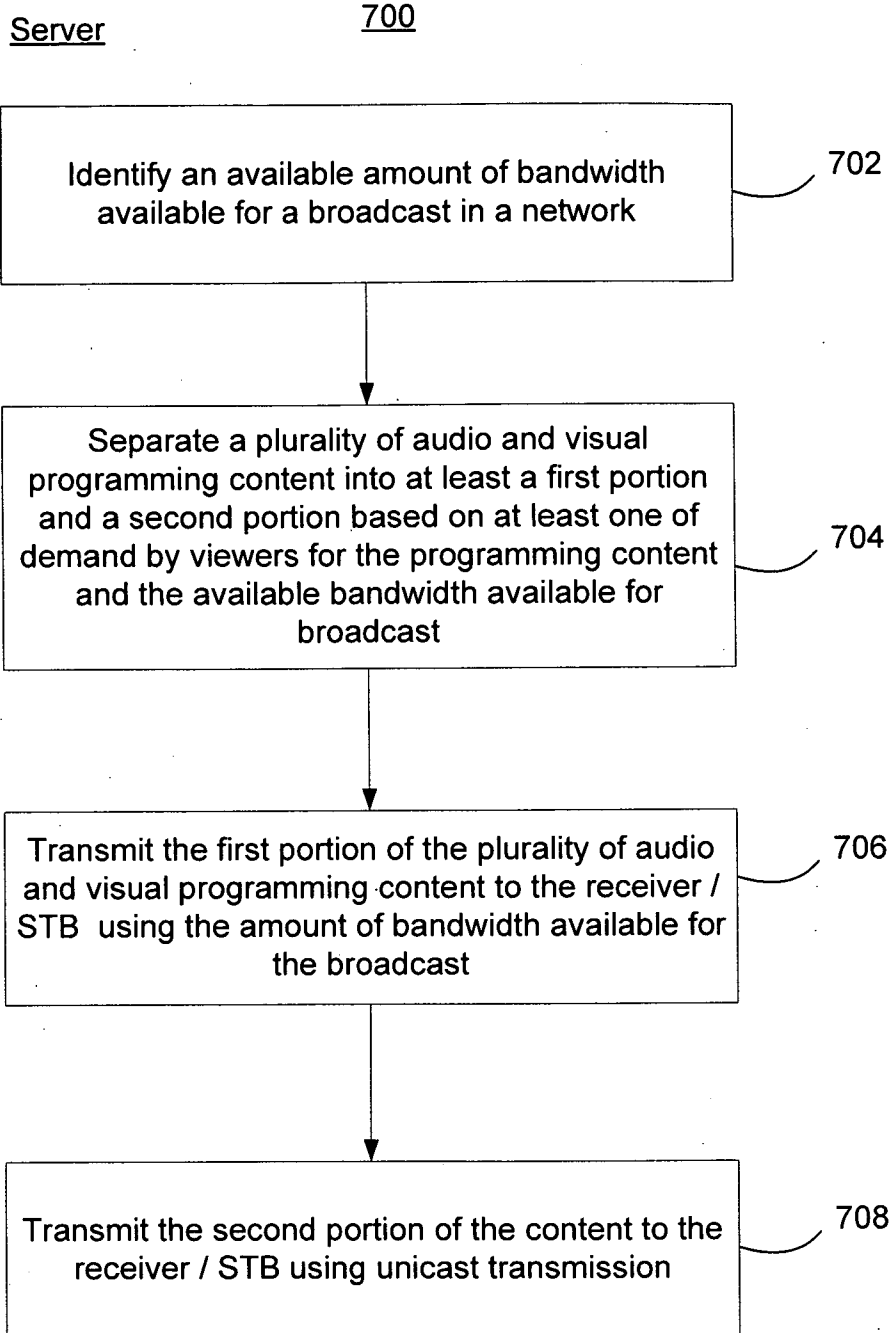 Server
700
Identify an available amount of bandwidth
available for a broadcast in a network
702
Separate a plurality of audio and visual
programming content into at least a first portion
and a second portion based on at least one of
demand by viewers for the programming content
and the available bandwidth available for
broadcast
704
Transmit the first portion of the plurality of audio
and visual programming content to the receiver /
STB using the amount of bandwidth available for
the broadcast
706
Transmit the second portion of the content to the
receiver / STB using unicast transmission
708